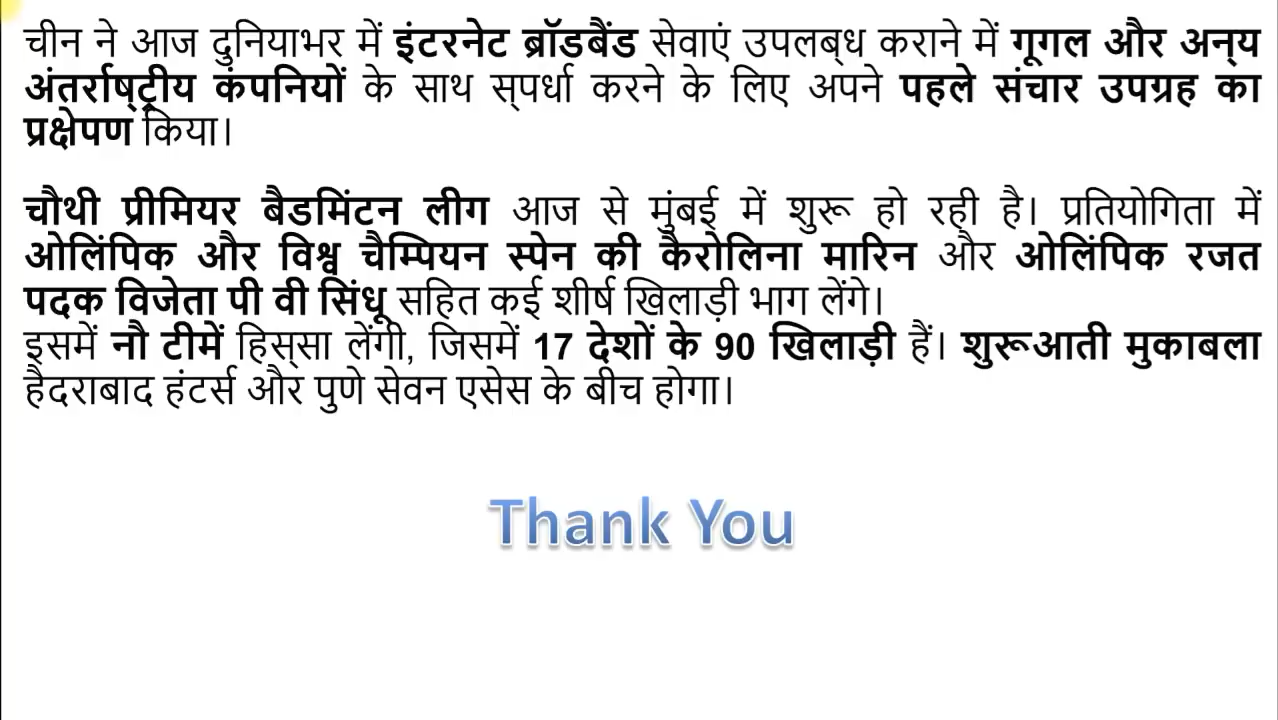 चीन ने आज दुनियाभर में इंटरनेट ब्रॉडबैंड सेवाएं उपलब्ध कराने में गूगल और अन्य
अंतर्राष्ट्रीय कंपनियों के साथ स्पर्धा करने के लिए अपने पहले संचार उपग्रह का
प्रक्षेपण किया।
चौथी प्रीमियर बैडमिंटन लीग आज से मुंबई में शुरू हो रही है। प्रतियोगिता में
ओलिंपिक और विश्व चैम्पियन स्पेन की कैरोलिना मारिन और ओलिंपिक रजत
पदक विजेता पी वी सिंधू सहित कई शीर्ष खिलाड़ी भाग लेंगे।
इसमें नौ टीमें हिस्सा लेंगी, जिसमें 17 देशों के 90 खिलाड़ी हैं। शुरूआती मुकाबला
हैदराबाद हंटर्स और पुणे सेवन एसेस के बीच होगा।
Thank You